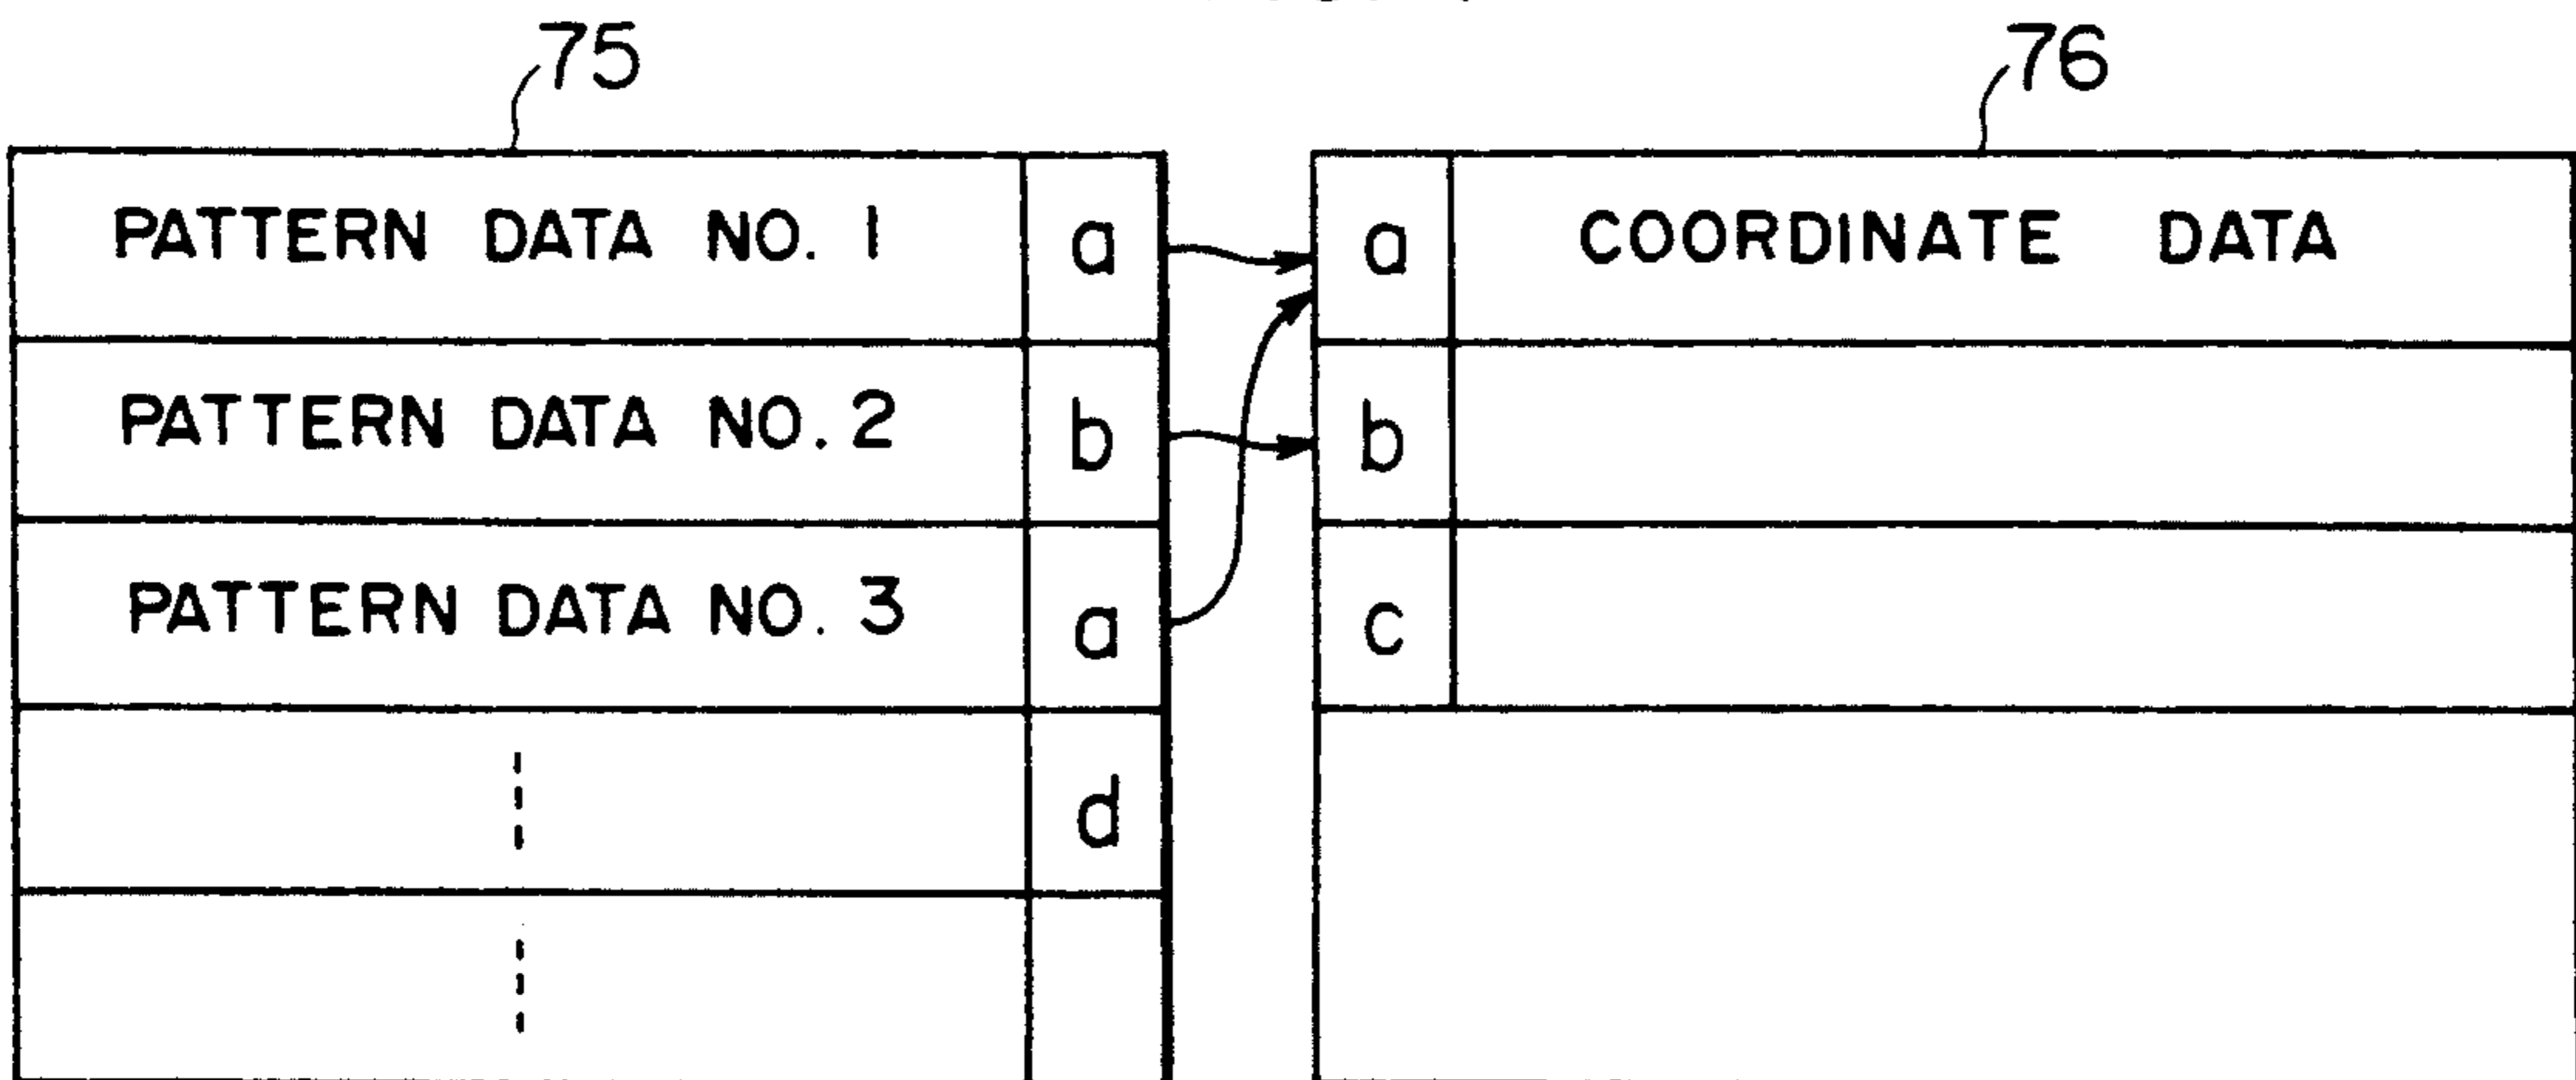 75
76
PATTERN DATA NO. 1 a
a COORDINATE DATA
PATTERN DATA NO. 2 b
b
PATTERN DATA NO. 3 a
c
d